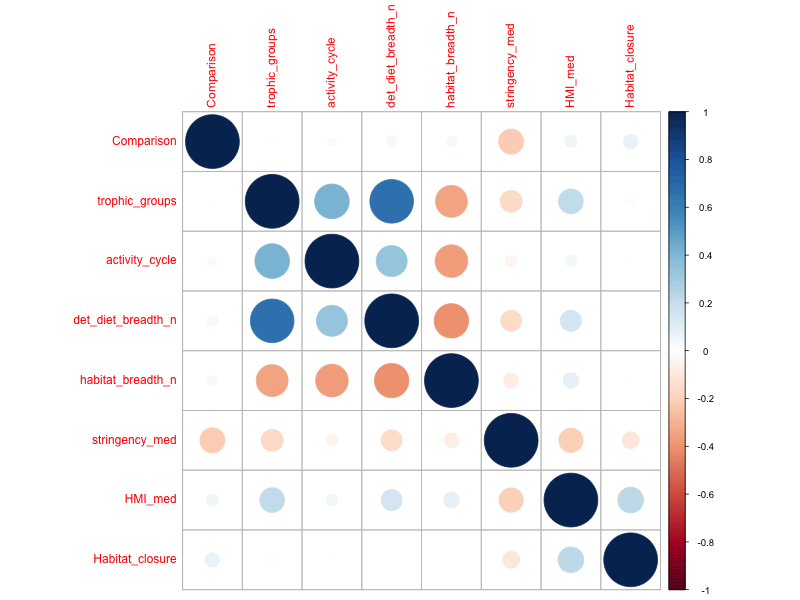 Comparison
trophic_groups
activity_cycle
det_diet_breadth_n
habitat_breadth_n
stringency_med
HMI_med
Habitat_closure
Comparison
trophic_groups
activity_cycle
det_diet_breadth_n
habitat_breadth_n
stringency_med
HMI_med
Habitat_closure
1
0.8
0.6
0.4
0.2
0
-0.2
-0.4
-0.6
-0.8
-1